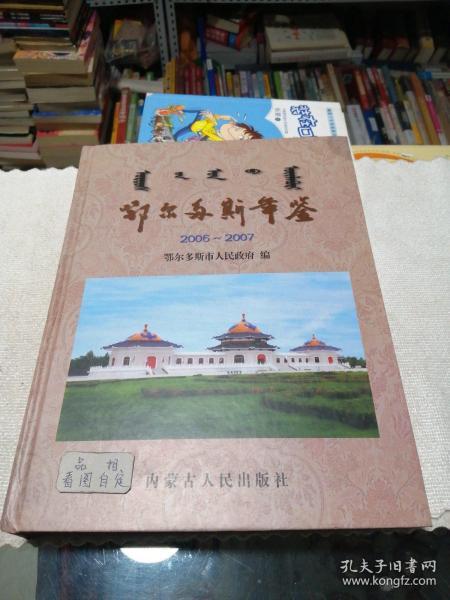 鄂尔多斯年鉴
2006～2007
鄂尔多斯市人民政府 编
品相
看图自定
内蒙古人民出版社
孔夫子旧书网
www.kongfz.com